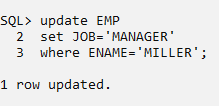 SQL> update EMP
  2  set JOB='MANAGER'
  3  where ENAME='MILLER';
1 row updated.